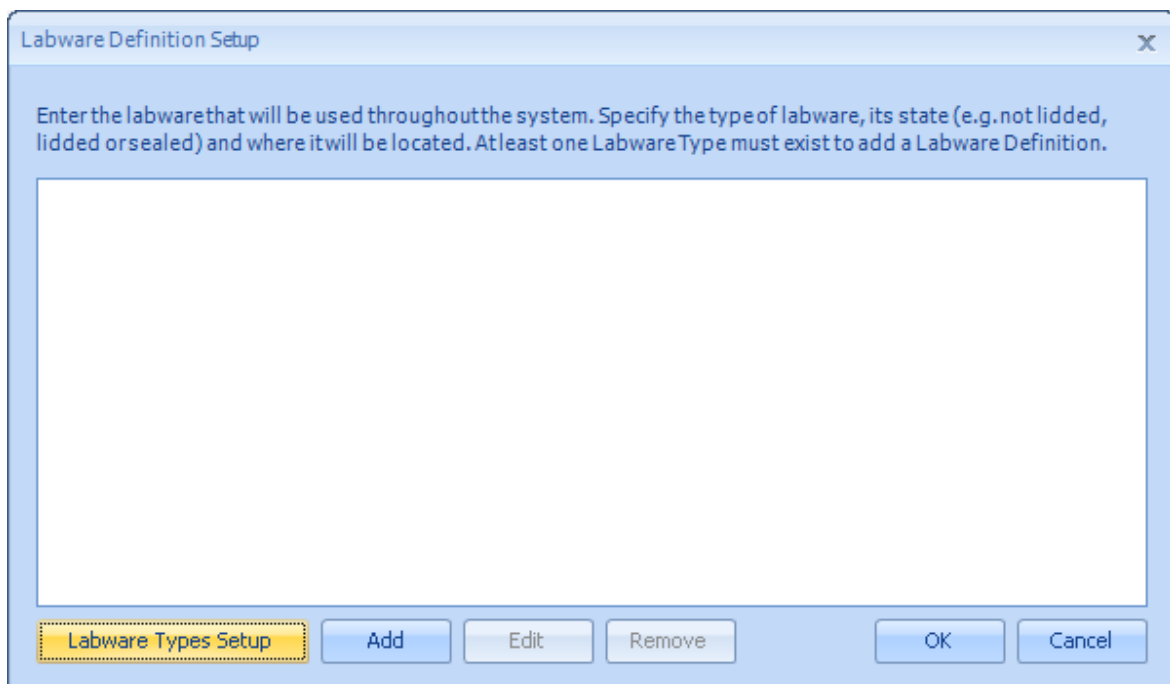 Labware Definition Setup
x
Enter the labware that will be used throughout the system. Specify the type of labware, its state (e.g. not lidded,
lidded or sealed) and where it will be located. At least one Labware Type must exist to add a Labware Definition.
Labware Types Setup Add Edit Remove OK Cancel